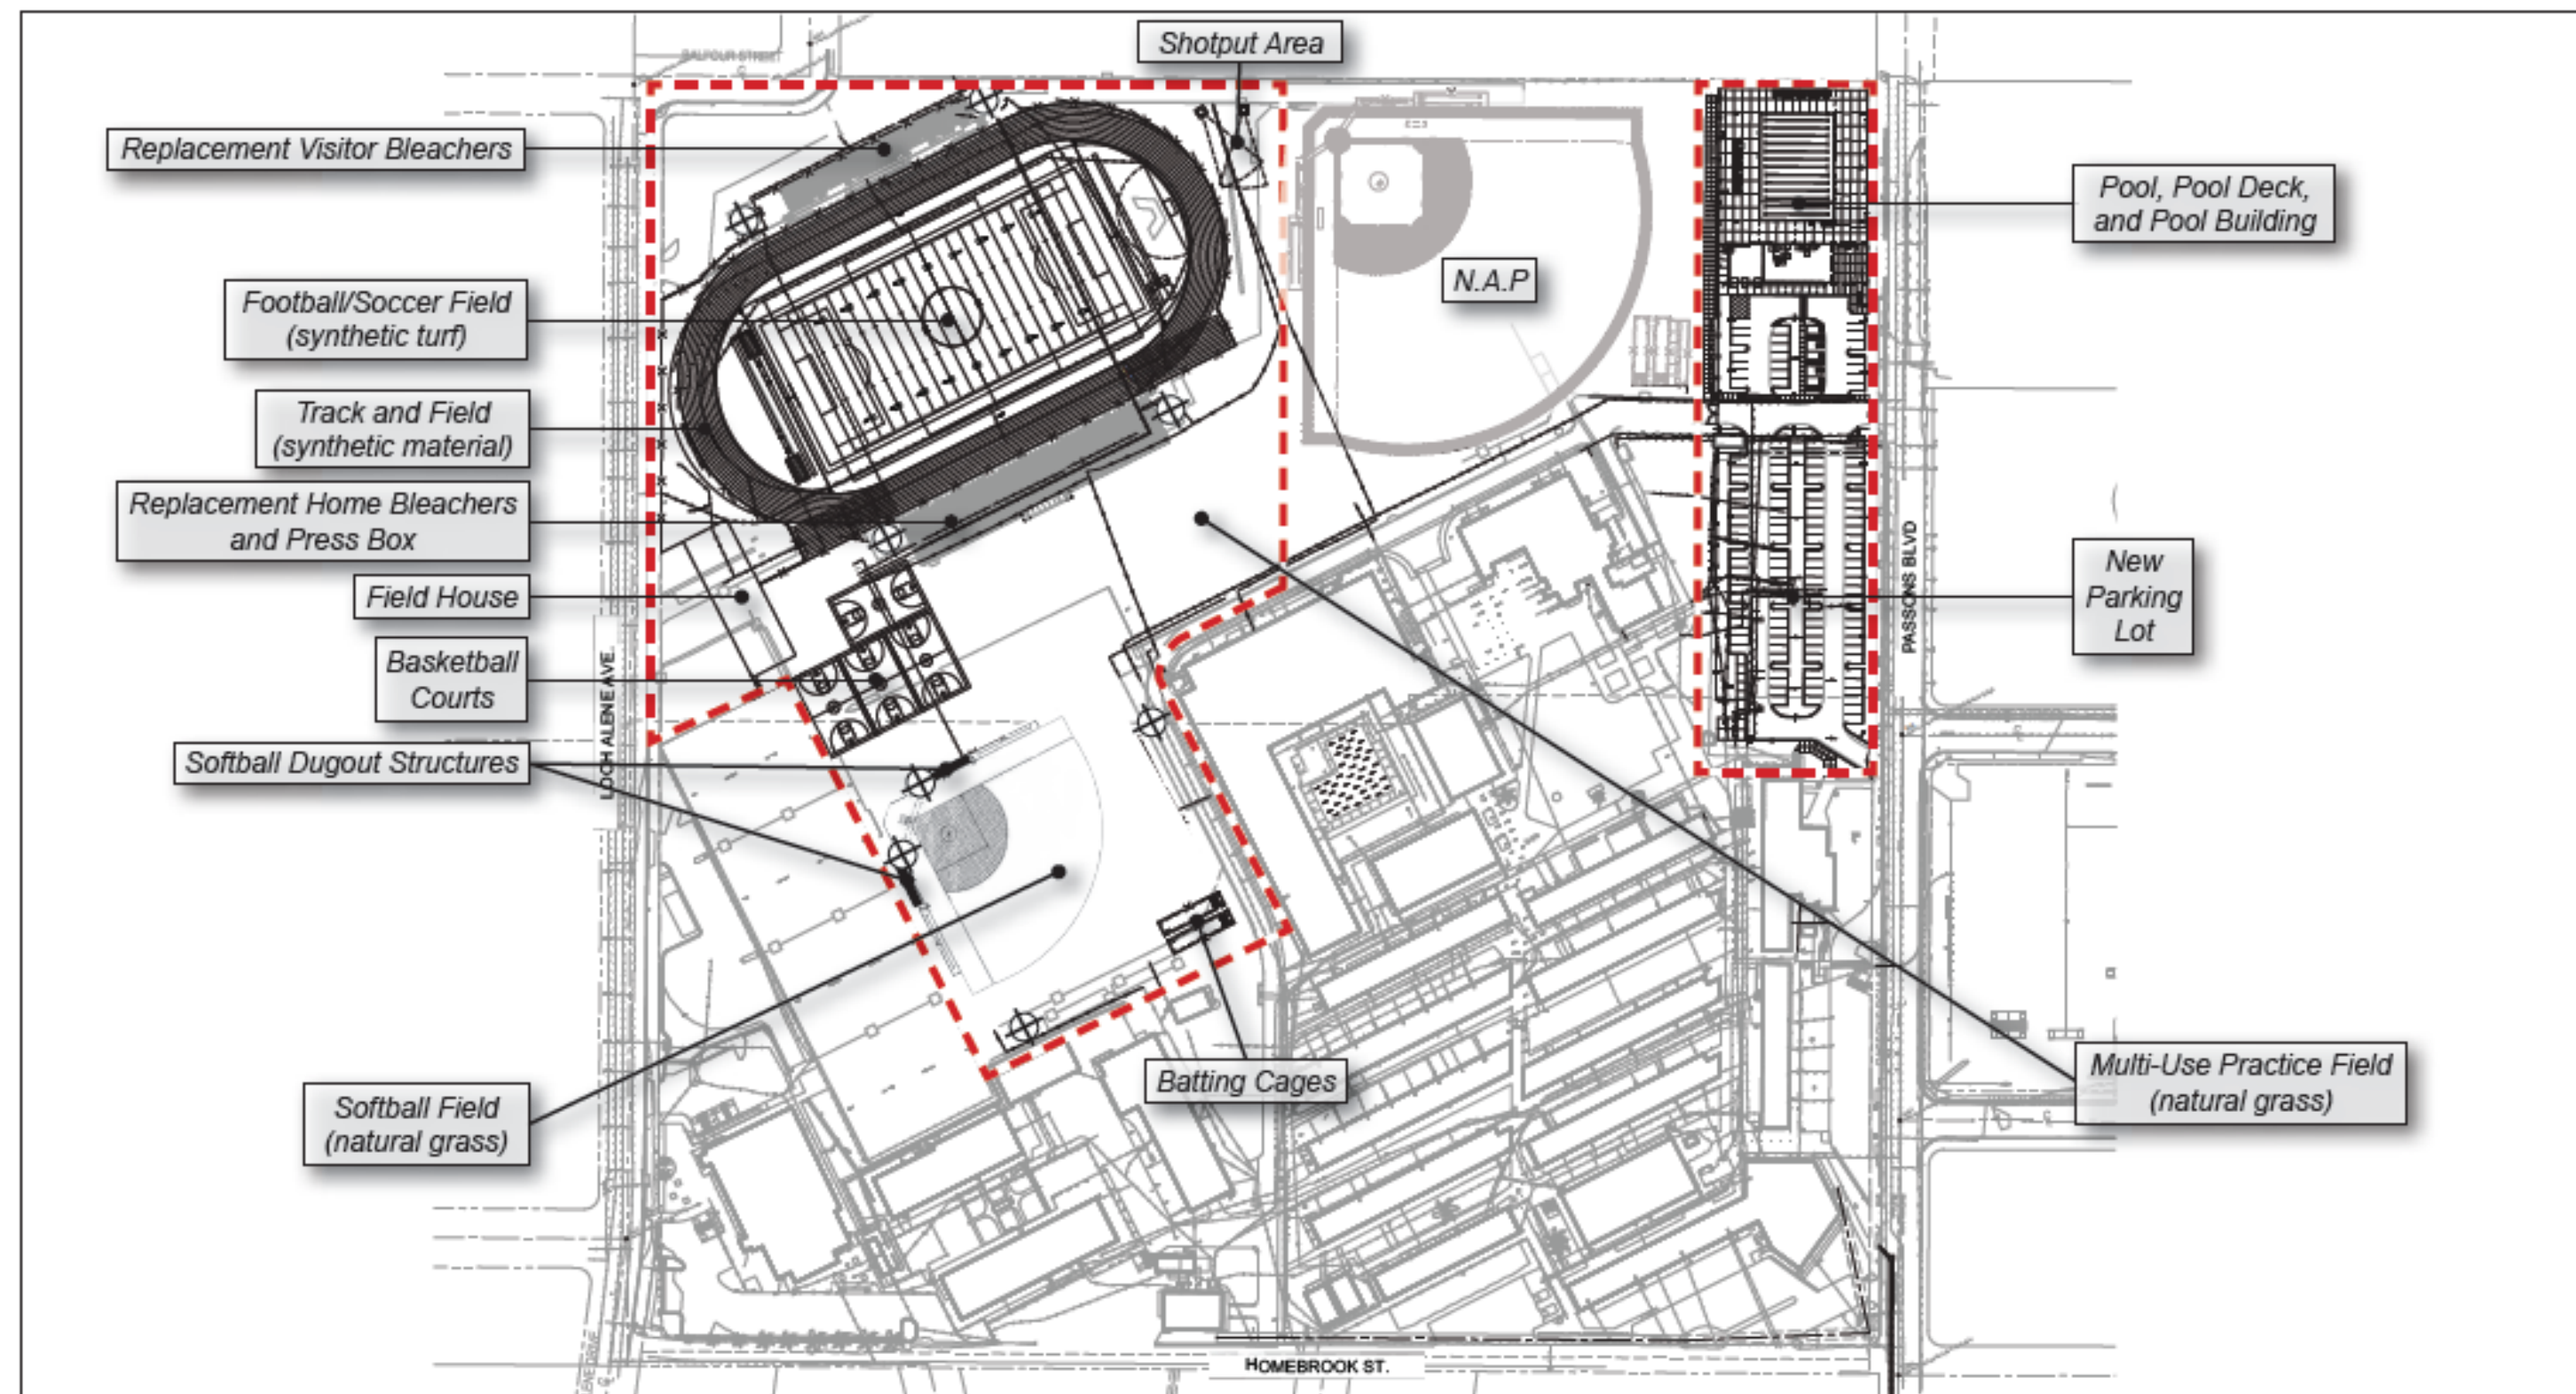 BALFOUR STREET
Shotput Area
Replacement Visitor Bleachers
Pool, Pool Deck,
and Pool Building
N.A.P
Football/Soccer Field
(synthetic turf)
Track and Field
(synthetic material)
Replacement Home Bleachers
and Press Box
Field House
Basketball
Courts
Softball Dugout Structures
New
Parking
Lot
PASSONS BLVD
LOCH ALENE AVE.
Softball Field
(natural grass)
Batting Cages
Multi-Use Practice Field
(natural grass)
HOMEBROOK ST.